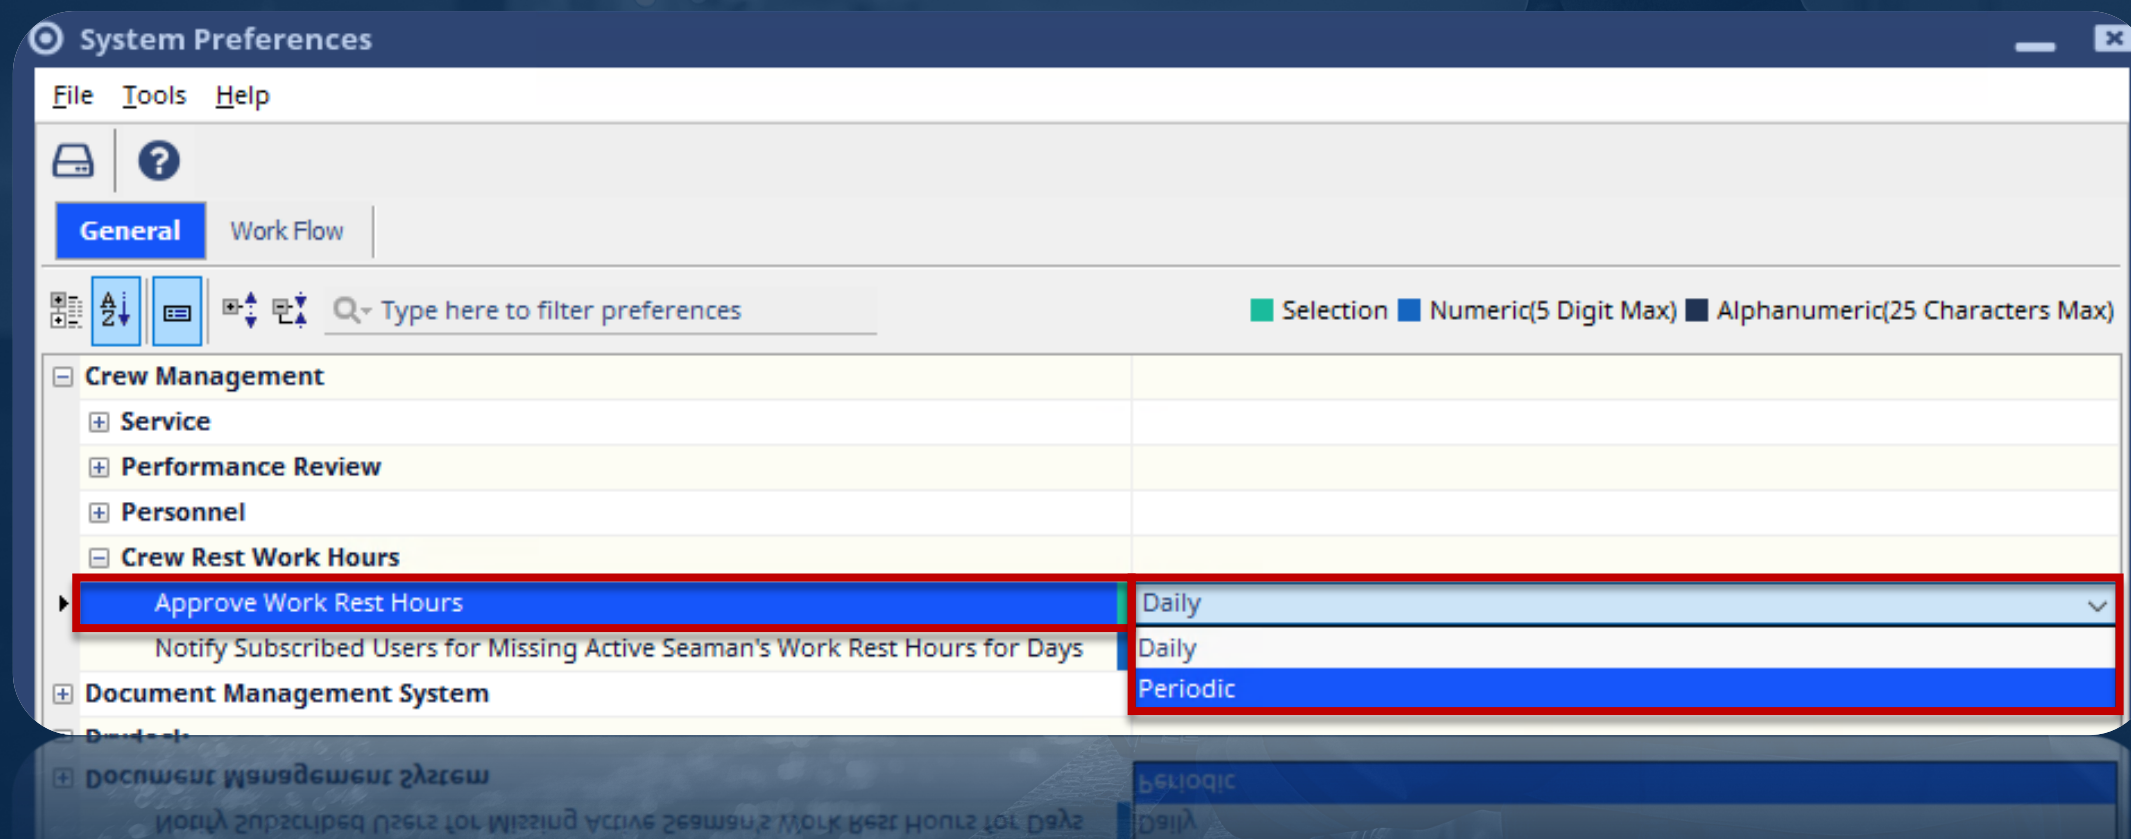 System Preferences
File Tools Help
General Work Flow
Type here to filter preferences Selection Numeric(5 Digit Max) Alphanumeric(25 Characters Max)
Crew Management
Service
Performance Review
Personnel
Crew Rest Work Hours
Approve Work Rest Hours Daily
Notify Subscribed Users for Missing Active Seaman's Work Rest Hours for Days Daily
Periodic
Document Management System